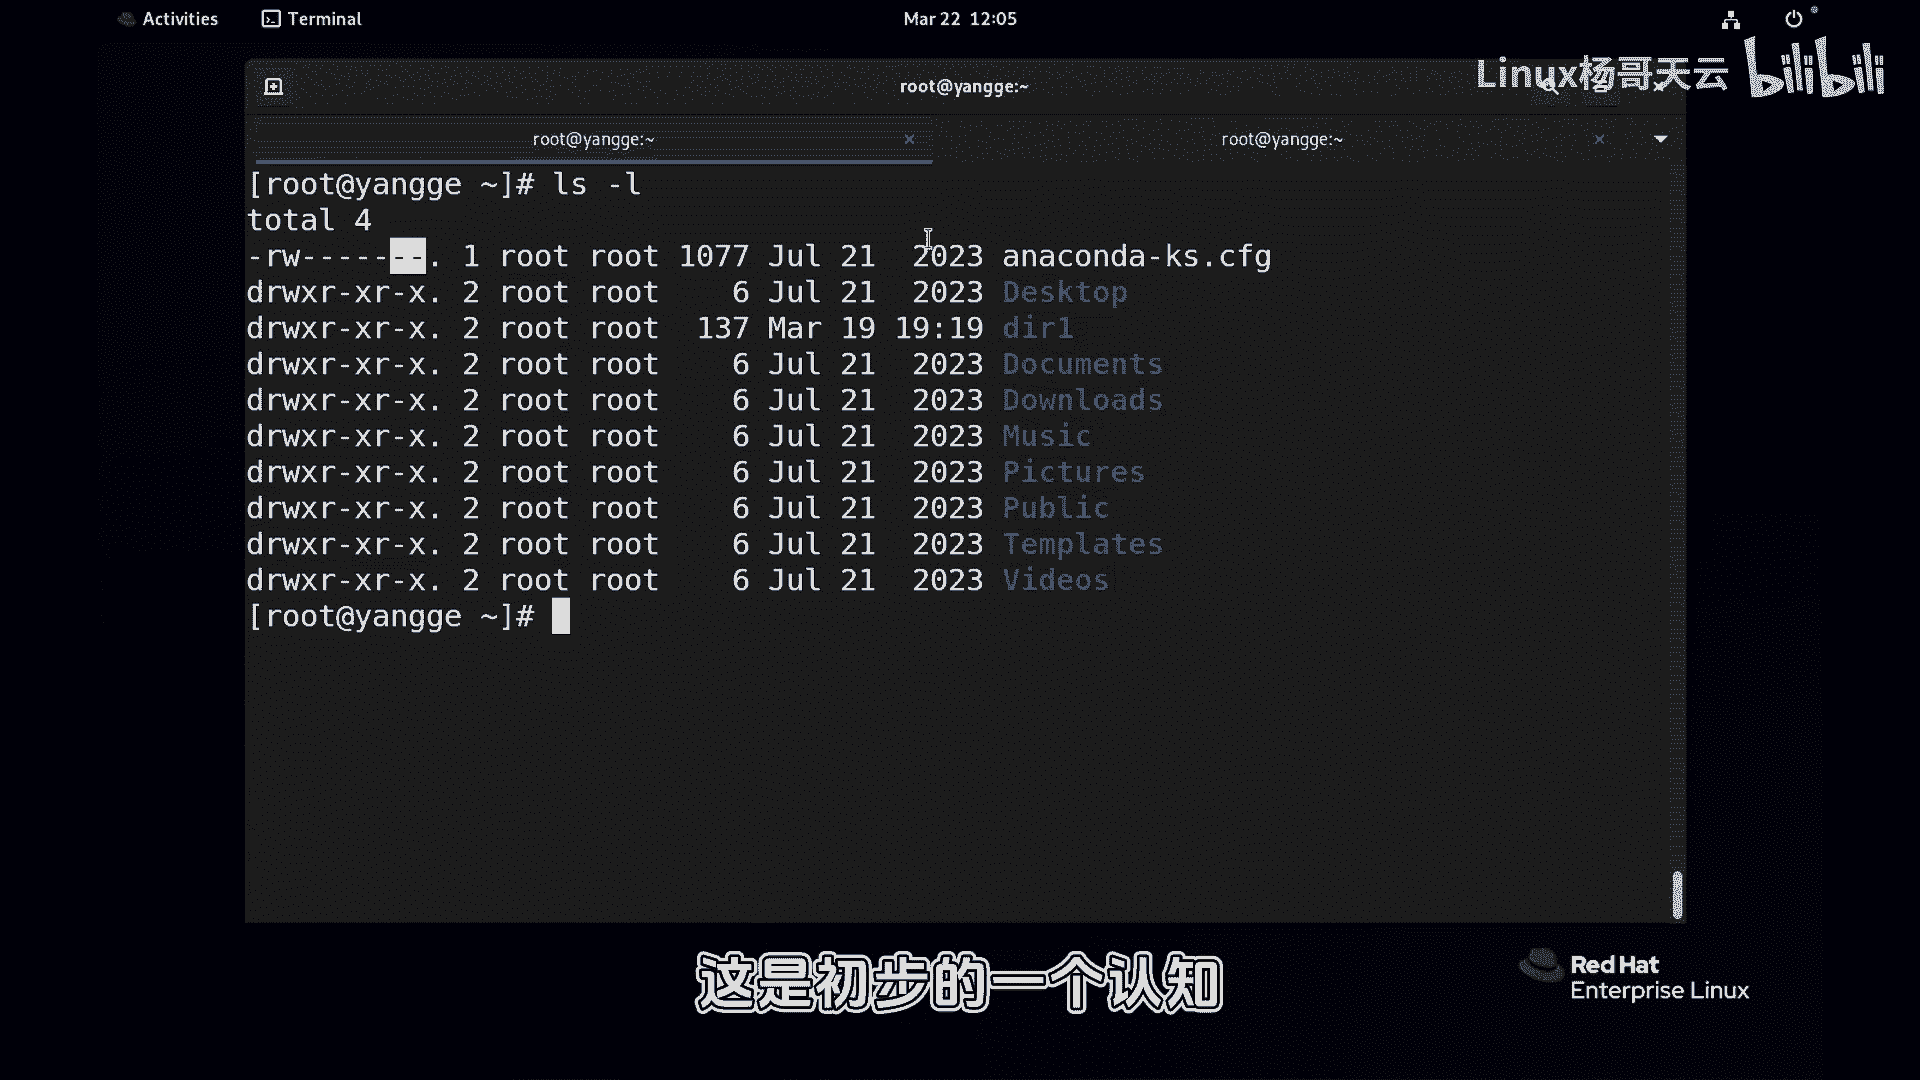 Activities Terminal Mar 22 12:05
Linux杨哥天云 bilibili
root@yangge:~
root@yangge:~ × root@yangge:~ ×
[root@yangge ~]# ls -l
total 4
-rw-------. 1 root root 1077 Jul 21  2023 anaconda-ks.cfg
drwxr-xr-x. 2 root root    6 Jul 21  2023 Desktop
drwxr-xr-x. 2 root root  137 Mar 19 19:19 dir1
drwxr-xr-x. 2 root root    6 Jul 21  2023 Documents
drwxr-xr-x. 2 root root    6 Jul 21  2023 Downloads
drwxr-xr-x. 2 root root    6 Jul 21  2023 Music
drwxr-xr-x. 2 root root    6 Jul 21  2023 Pictures
drwxr-xr-x. 2 root root    6 Jul 21  2023 Public
drwxr-xr-x. 2 root root    6 Jul 21  2023 Templates
drwxr-xr-x. 2 root root    6 Jul 21  2023 Videos
[root@yangge ~]#
这是初步的一个认知
Red Hat
Enterprise Linux